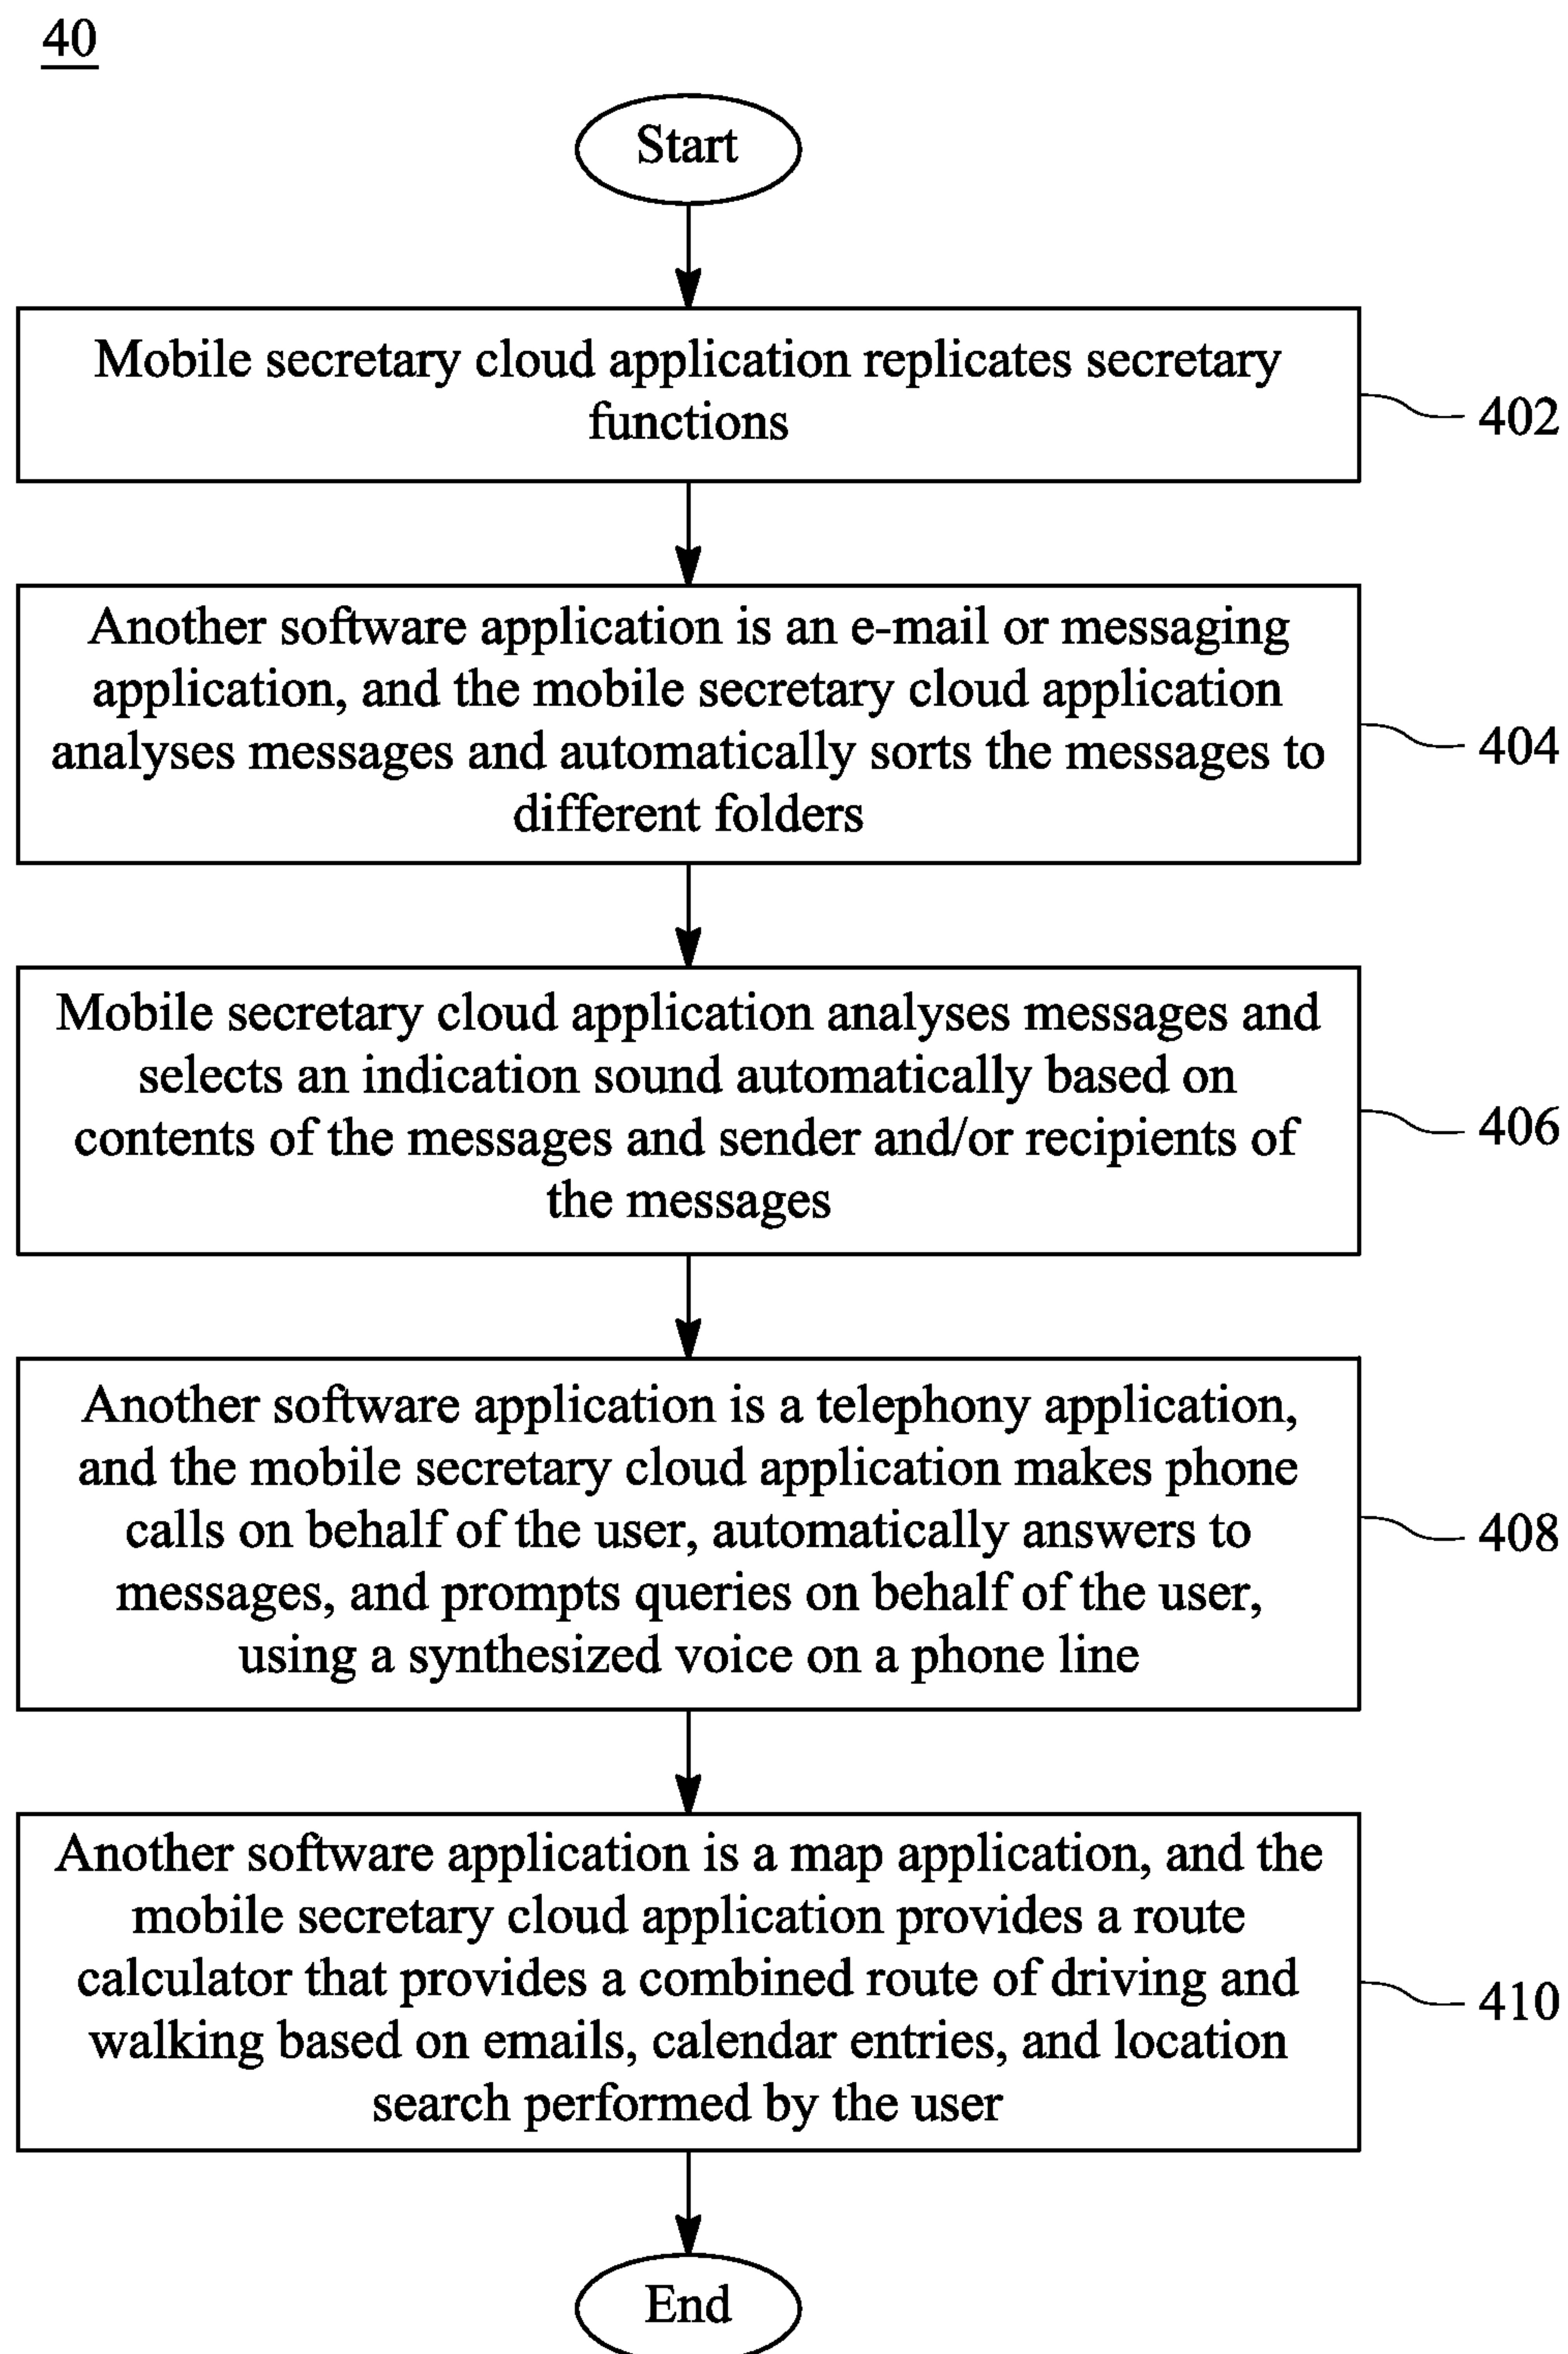 40
Start
Mobile secretary cloud application replicates secretary
functions
402
Another software application is an e-mail or messaging
application, and the mobile secretary cloud application
analyses messages and automatically sorts the messages to
different folders
404
Mobile secretary cloud application analyses messages and
selects an indication sound automatically based on
contents of the messages and sender and/or recipients of
the messages
406
Another software application is a telephony application,
and the mobile secretary cloud application makes phone
calls on behalf of the user, automatically answers to
messages, and prompts queries on behalf of the user,
using a synthesized voice on a phone line
408
Another software application is a map application, and the
mobile secretary cloud application provides a route
calculator that provides a combined route of driving and
walking based on emails, calendar entries, and location
search performed by the user
410
End